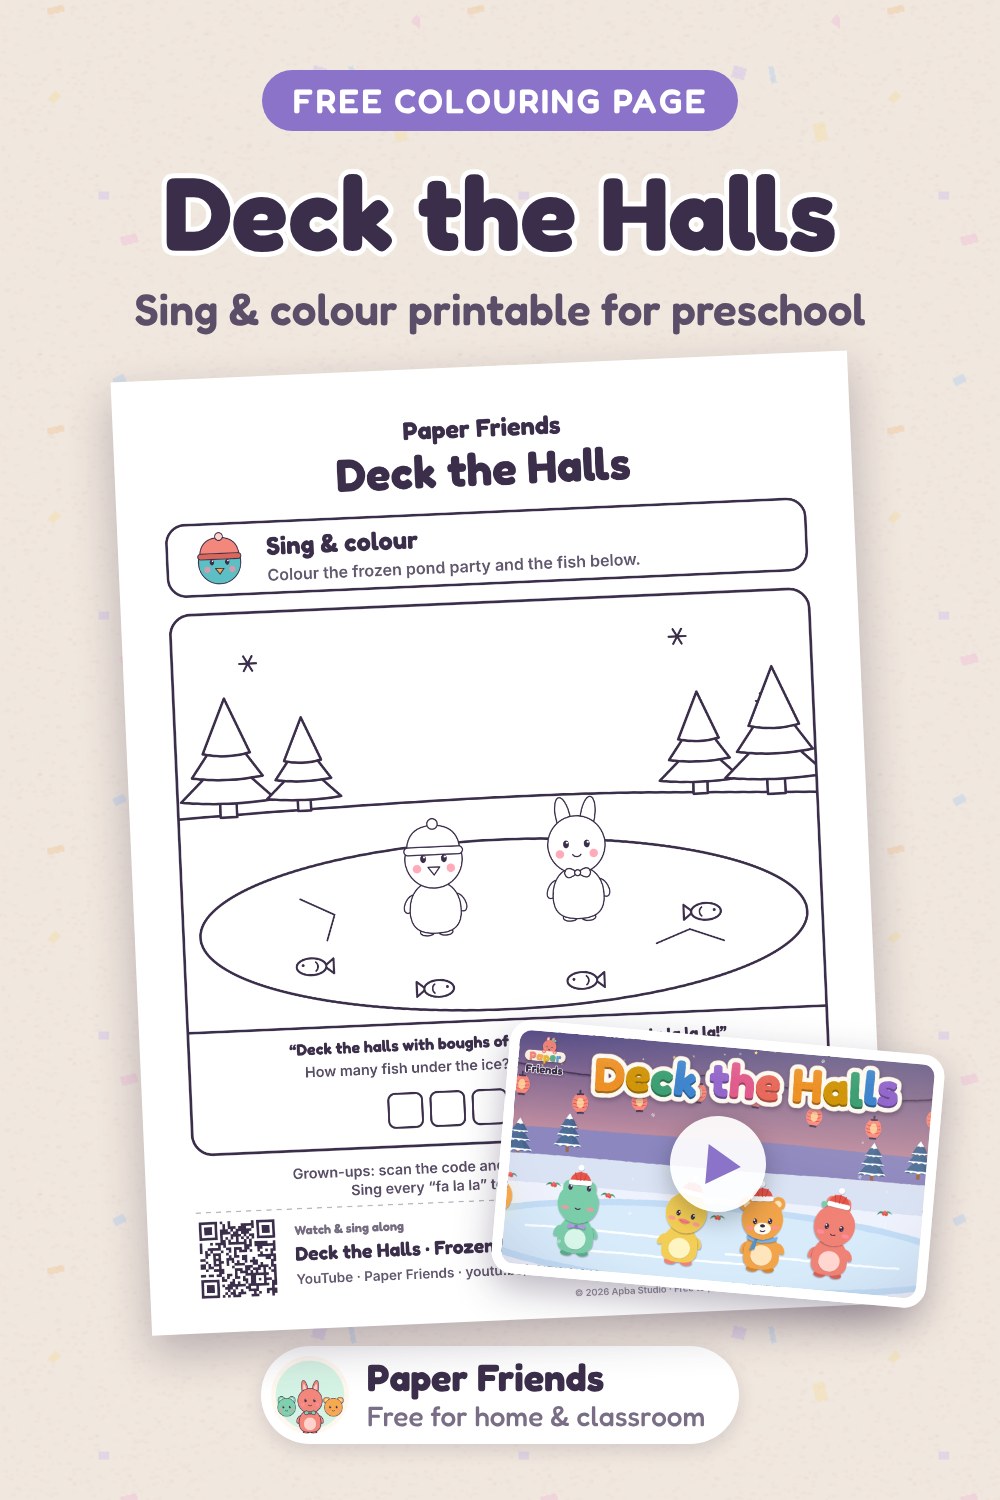 FREE COLOURING PAGE
Deck the Halls
Sing & colour printable for preschool
Paper Friends
Deck the Halls
Sing & colour
Colour the frozen pond party and the fish below.
“Deck the halls with boughs of la la la!”
How many fish under the ice?
Grown-ups: scan the code and
Sing every “fa la la”
Watch & sing along
Deck the Halls · Frozen
YouTube · Paper Friends ·
© 2026 Apba Studio ·
Paper Friends
Deck the Halls
Paper Friends
Free for home & classroom